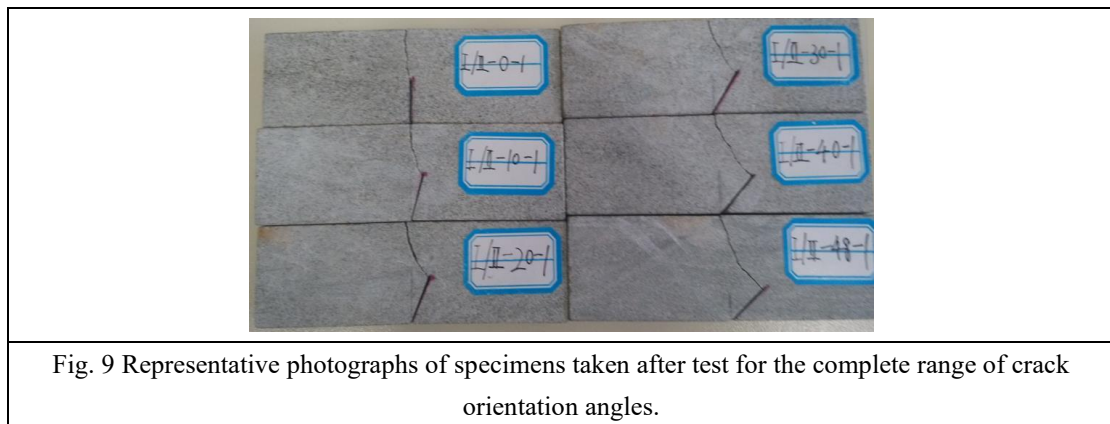 I/II-0-1
I/II-10-1
I/II-20-1
I/II-30-1
I/II-40-1
I/II-48-1
Fig. 9 Representative photographs of specimens taken after test for the complete range of crack
orientation angles.